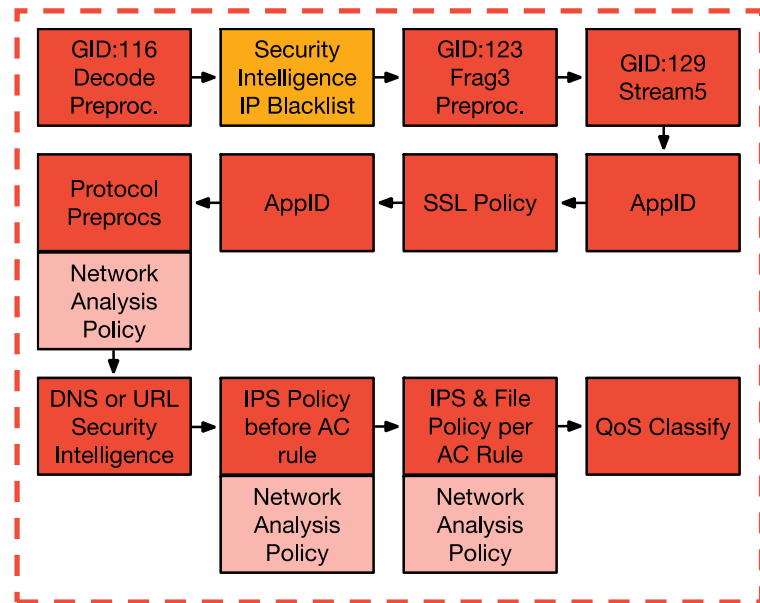 GID:116
Decode
Preproc.
Security
Intelligence
IP Blacklist
GID:123
Frag3
Preproc.
GID:129
Stream5
Protocol
Preprocs
AppID
SSL Policy
AppID
Network
Analysis
Policy
DNS or URL
Security
Intelligence
IPS Policy
before AC
rule
IPS & File
Policy per
AC Rule
QoS Classify
Network
Analysis
Policy
Network
Analysis
Policy